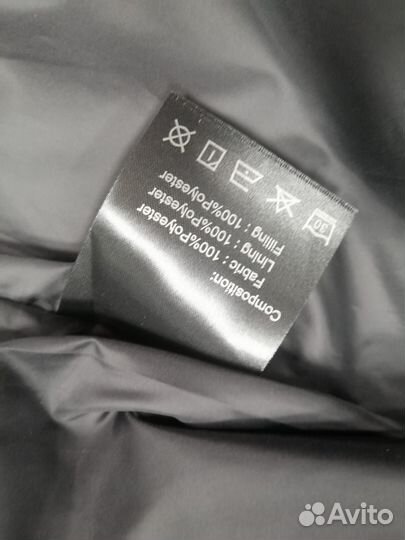 Composition:
Fabric : 100%Polyester
Lining : 100%Polyester
Filling : 100%Polyester
30
Avito